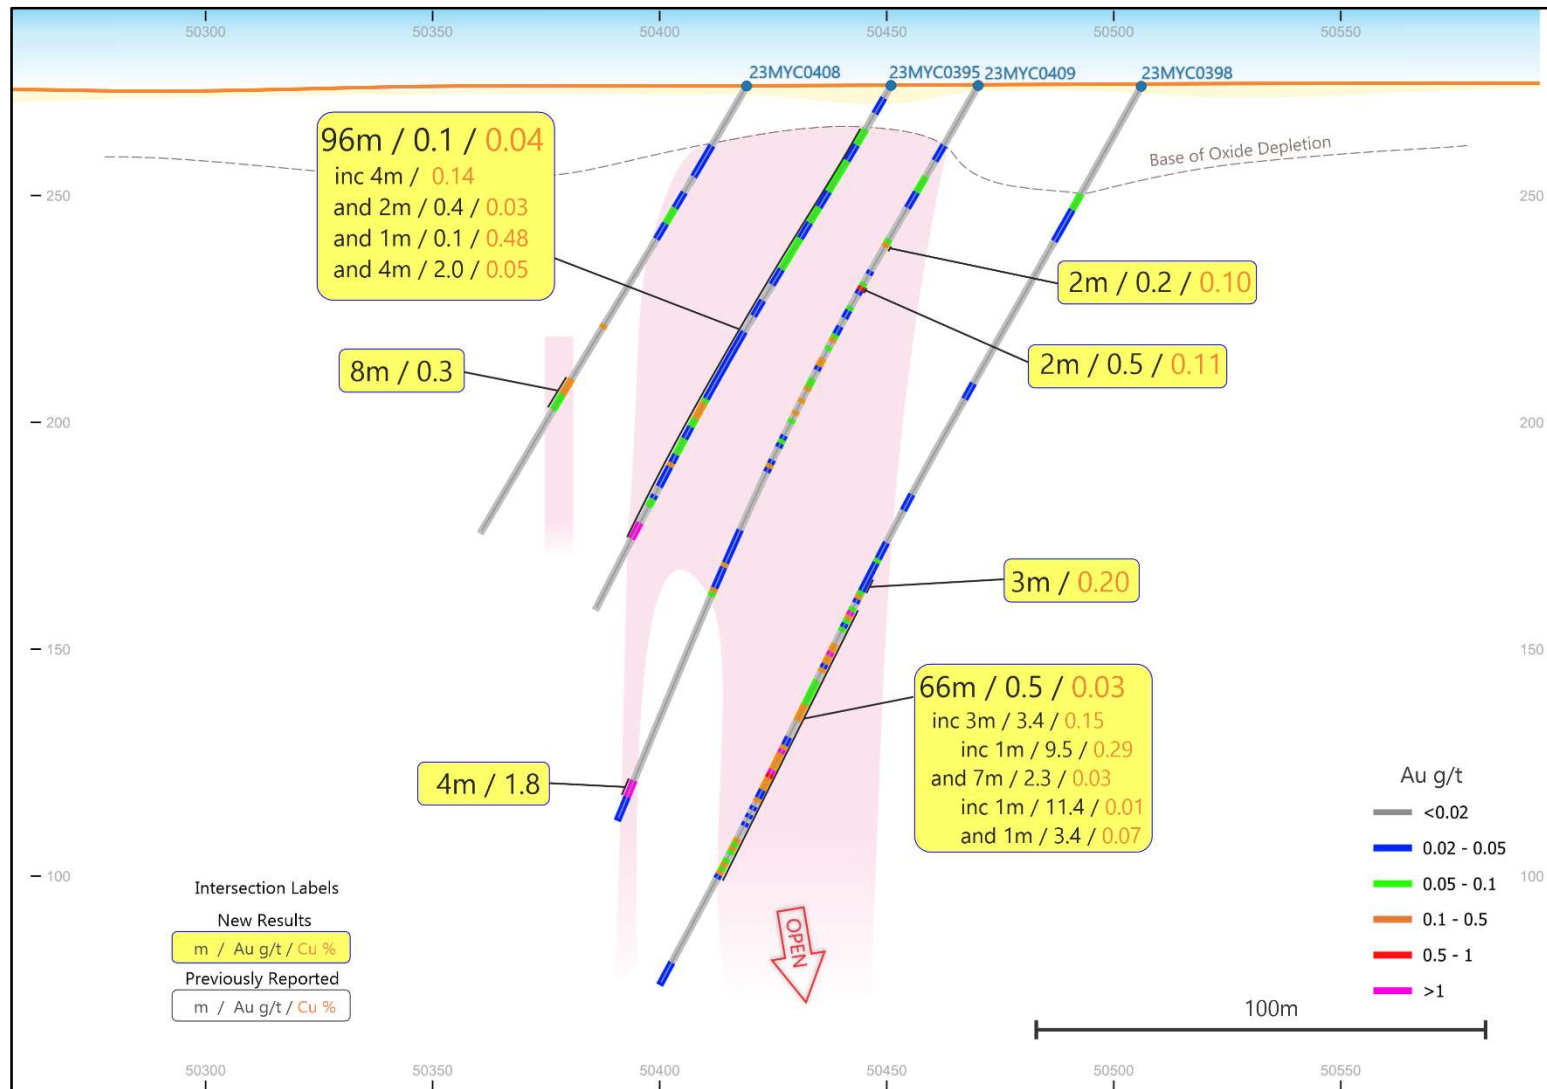 50300 50350 50400 50450 50500 50550
23MYC0408 23MYC0395 23MYC0409 23MYC0398
96m / 0.1 / 0.04
inc 4m / 0.14
and 2m / 0.4 / 0.03
and 1m / 0.1 / 0.48
and 4m / 2.0 / 0.05
Base of Oxide Depletion
250 250
2m / 0.2 / 0.10
8m / 0.3
2m / 0.5 / 0.11
200 200
3m / 0.20
150 150
66m / 0.5 / 0.03
inc 3m / 3.4 / 0.15
inc 1m / 9.5 / 0.29
and 7m / 2.3 / 0.03
inc 1m / 11.4 / 0.01
and 1m / 3.4 / 0.07
4m / 1.8
100 100
Au g/t
<0.02
0.02 - 0.05
0.05 - 0.1
0.1 - 0.5
0.5 - 1
>1
Intersection Labels
New Results
m / Au g/t / Cu %
Previously Reported
m / Au g/t / Cu %
OPEN
100m
50300 50350 50400 50450 50500 50550